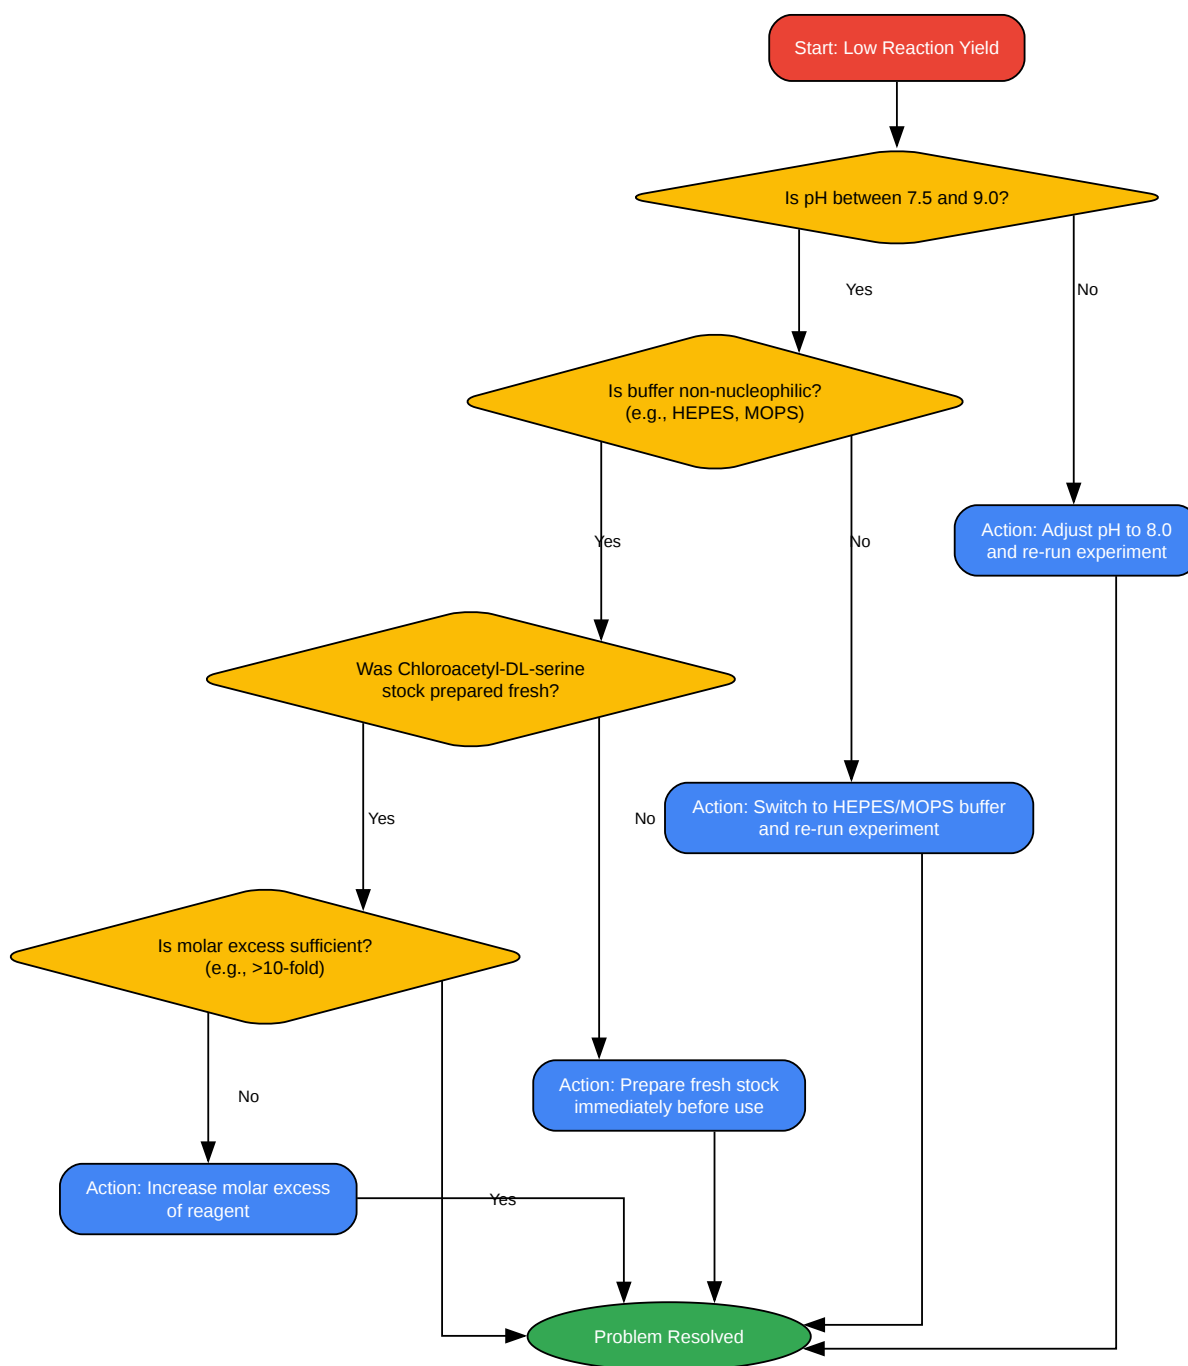 Start: Low Reaction Yield
Is pH between 7.5 and 9.0?
Yes
No
Is buffer non-nucleophilic?
(e.g., HEPES, MOPS)
Yes
No
Action: Adjust pH to 8.0
and re-run experiment
Was Chloroacetyl-DL-serine
stock prepared fresh?
Yes
No
Action: Switch to HEPES/MOPS buffer
and re-run experiment
Is molar excess sufficient?
(e.g., >10-fold)
No
Action: Prepare fresh stock
immediately before use
Action: Increase molar excess
of reagent
Yes
Problem Resolved